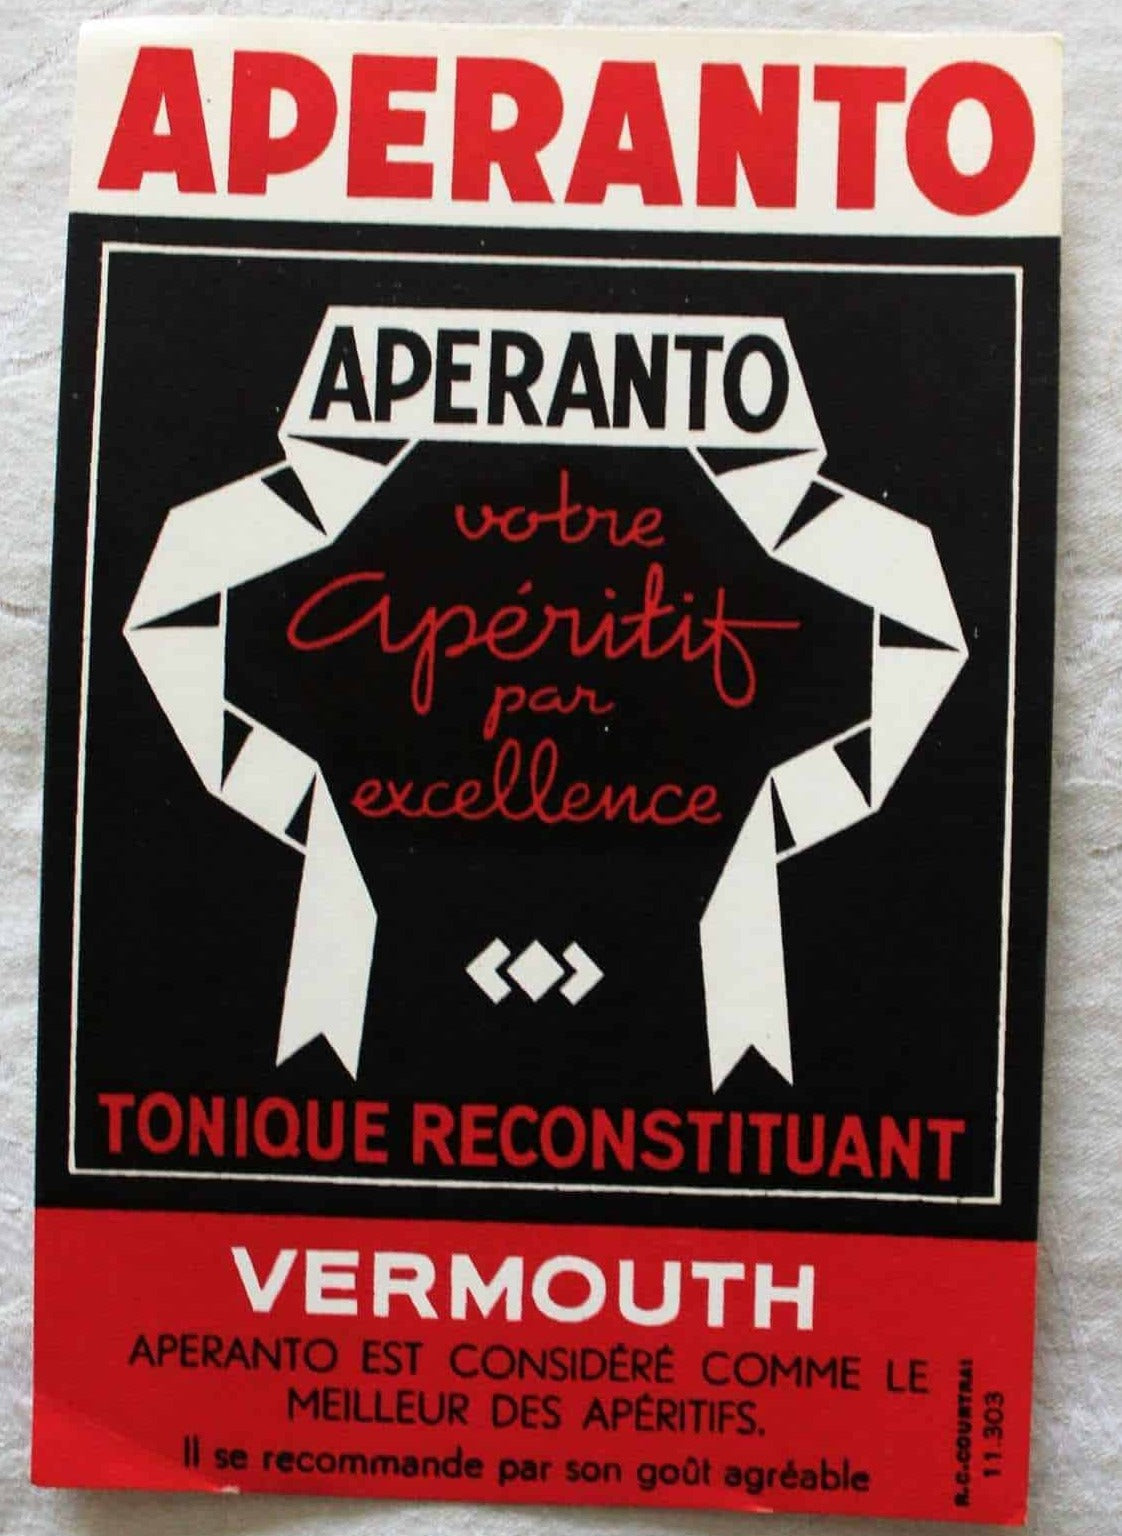 APERANTO
APERANTO
votre
apéritif
par
excellence
TONIQUE RECONSTITUANT
VERMOUTH
APERANTO EST CONSIDÉRÉ COMME LE
MEILLEUR DES APÉRITIFS.
Il se recommande par son goût agréable
R.C.COURTRAI
11.303